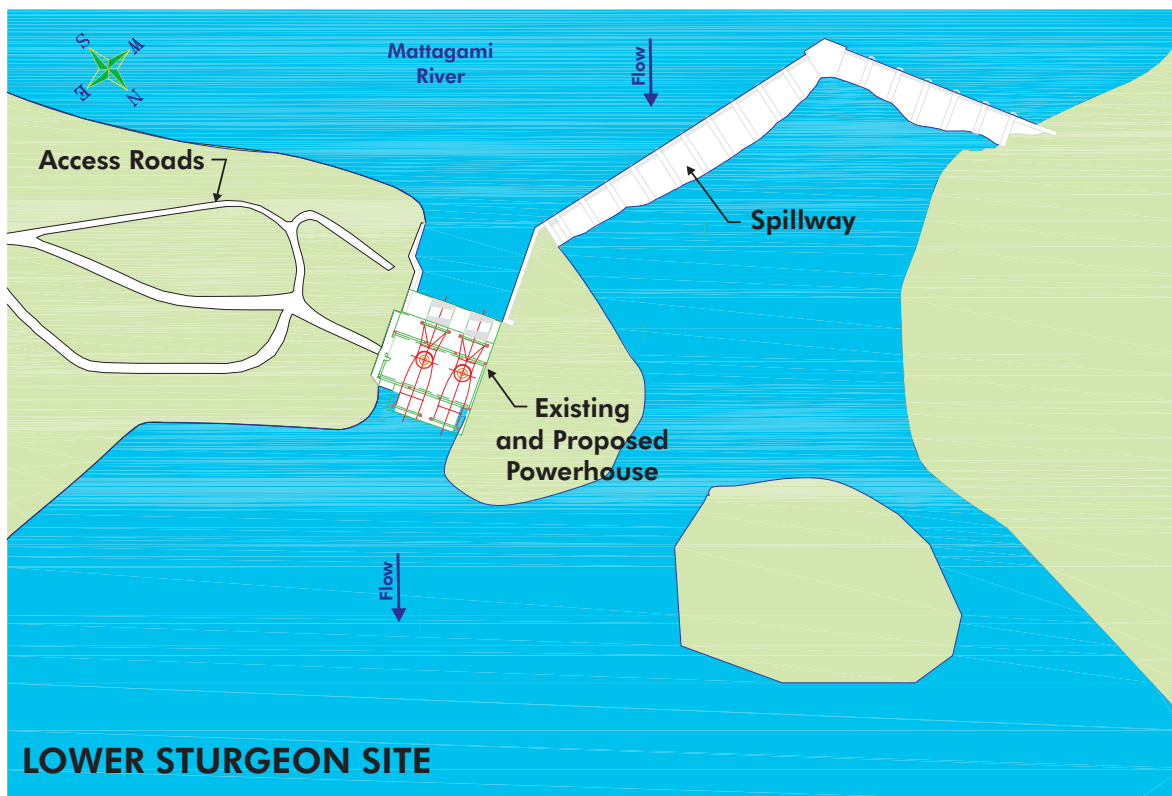 S
W
E
N
Mattagami
River
Flow
Access Roads
Spillway
Existing
and Proposed
Powerhouse
Flow
LOWER STURGEON SITE